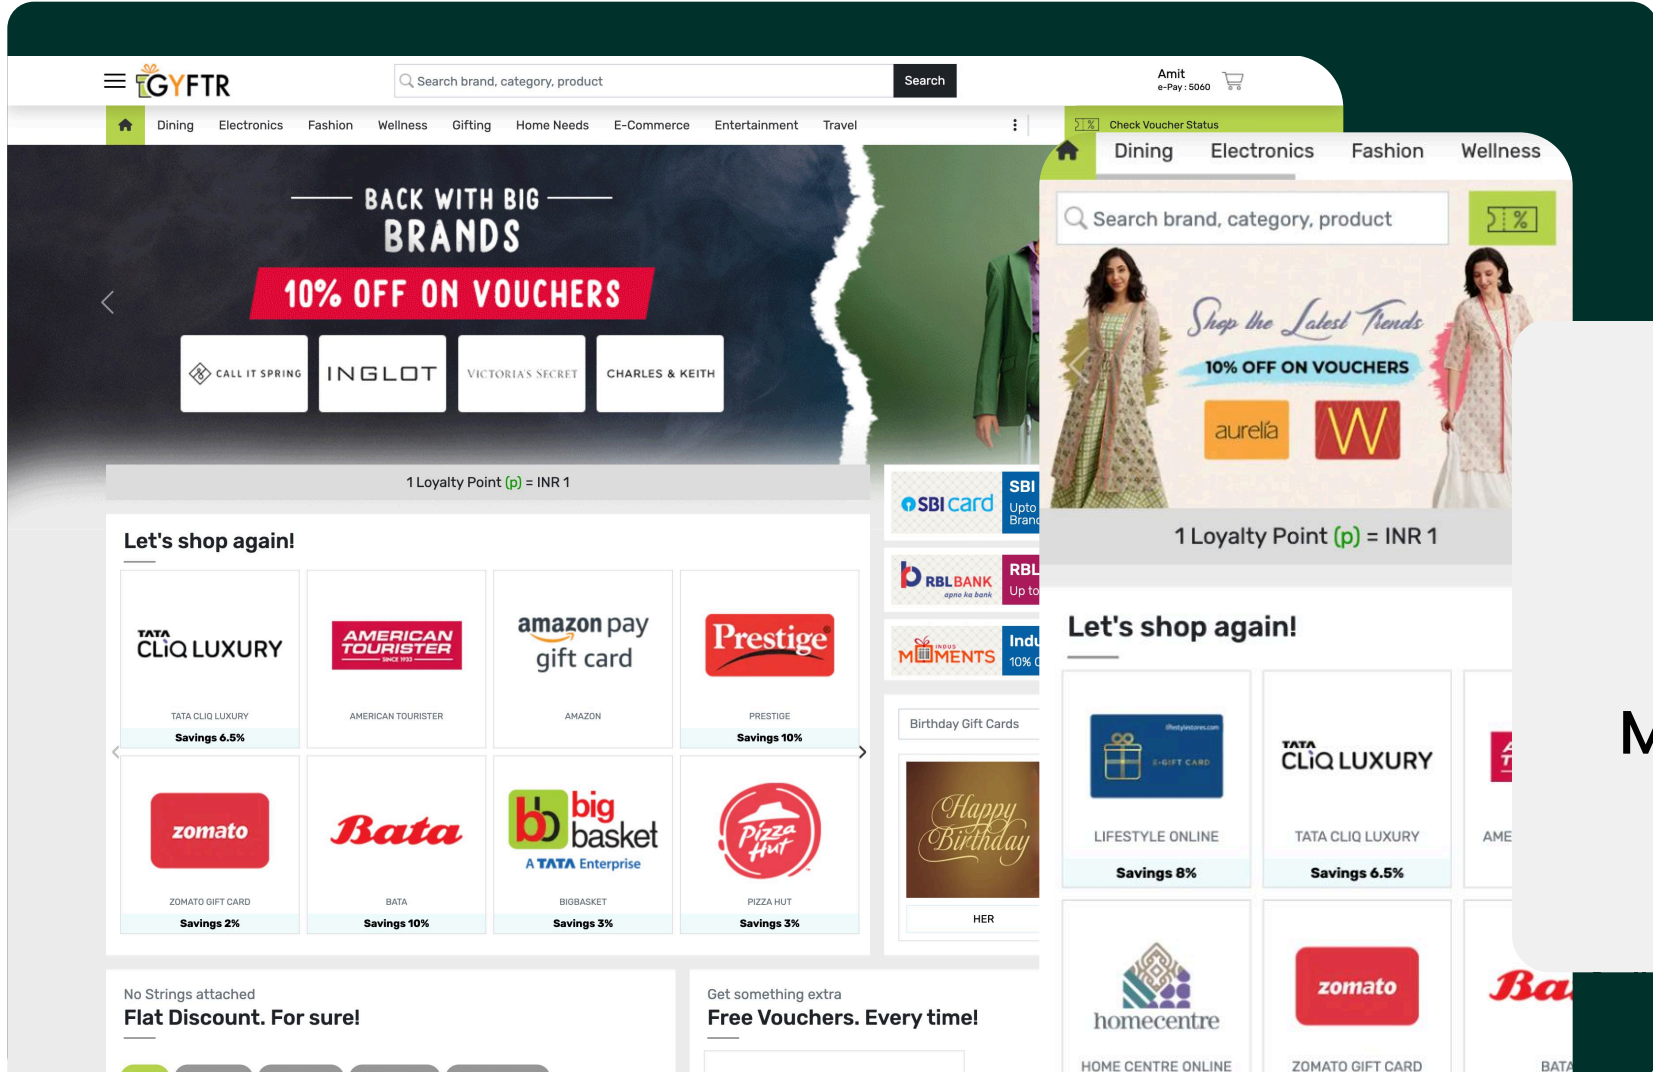 GYFTR
Search brand, category, product
Search
Amit
e-Pay : 5060
Dining Electronics Fashion Wellness Gifting Home Needs E-Commerce Entertainment Travel
Check Voucher Status
BACK WITH BIG
BRANDS
10% OFF ON VOUCHERS
CALL IT SPRING
INGLOT
VICTORIA'S SECRET
CHARLES & KEITH
1 Loyalty Point (p) = INR 1
Let's shop again!
TATA
CLiQ LUXURY
TATA CLIQ LUXURY
Savings 6.5%
AMERICAN
TOURISTER
SINCE 1933
AMERICAN TOURISTER
amazon pay
gift card
AMAZON
Prestige®
PRESTIGE
Savings 10%
zomato
ZOMATO GIFT CARD
Savings 2%
Bata
BATA
Savings 10%
bb big
basket
A TATA Enterprise
BIGBASKET
Savings 3%
Pizza
Hut
PIZZA HUT
Savings 3%
SBI card
SBI
Upto
Bran
RBL BANK
apno ka bank
RBL
Up to
INDUS
MOMENTS
Indu
10%
Birthday Gift Cards
Happy
Birthday
HER
No Strings attached
Flat Discount. For sure!
Get something extra
Free Vouchers. Every time!
Dining Electronics Fashion Wellness
Search brand, category, product
%
Shop the Latest Trends
10% OFF ON VOUCHERS
aurelia
W
1 Loyalty Point (p) = INR 1
Let's shop again!
lifestylestores.com
E-GIFT CARD
LIFESTYLE ONLINE
Savings 8%
TATA
CLiQ LUXURY
TATA CLIQ LUXURY
Savings 6.5%
AME
homecentre
HOME CENTRE ONLINE
zomato
ZOMATO GIFT CARD
Ba
BATA
M